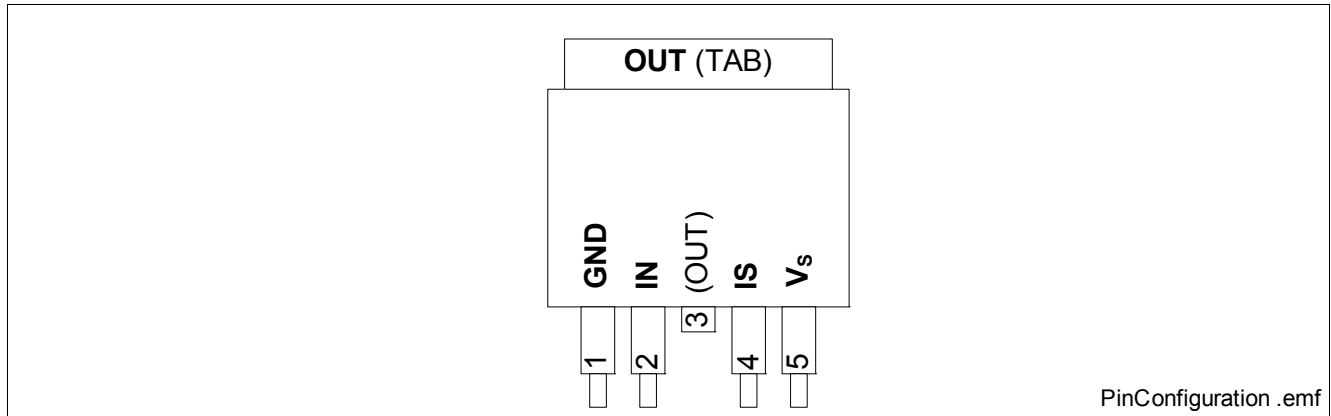 OUT (TAB)
GND
IN
(OUT)
IS
VS
1
2
3
4
5
PinConfiguration .emf